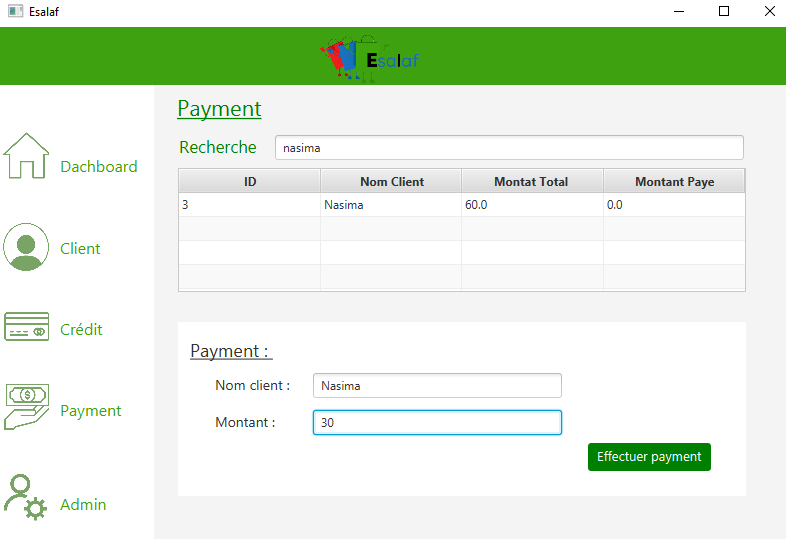 Esalaf
Esalaf
Payment
Recherche nasima
ID Nom Client Montat Total Montant Paye
3 Nasima 60.0 0.0
Dachboard
Client
Crédit
Payment
Admin
Payment :
Nom client : Nasima
Montant : 30
Effectuer payment